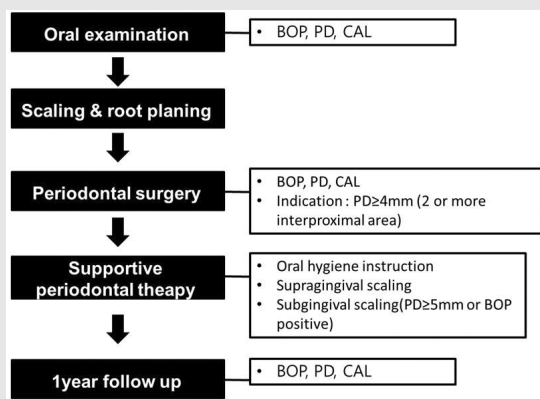 Oral examination
• BOP, PD, CAL
Scaling & root planing
Periodontal surgery
• BOP, PD, CAL
• Indication : PD≥4mm (2 or more
interproximal area)
Supportive
periodontal theapy
• Oral hygiene instruction
• Supragingival scaling
• Subgingival scaling(PD≥5mm or BOP
positive)
1year follow up
• BOP, PD, CAL